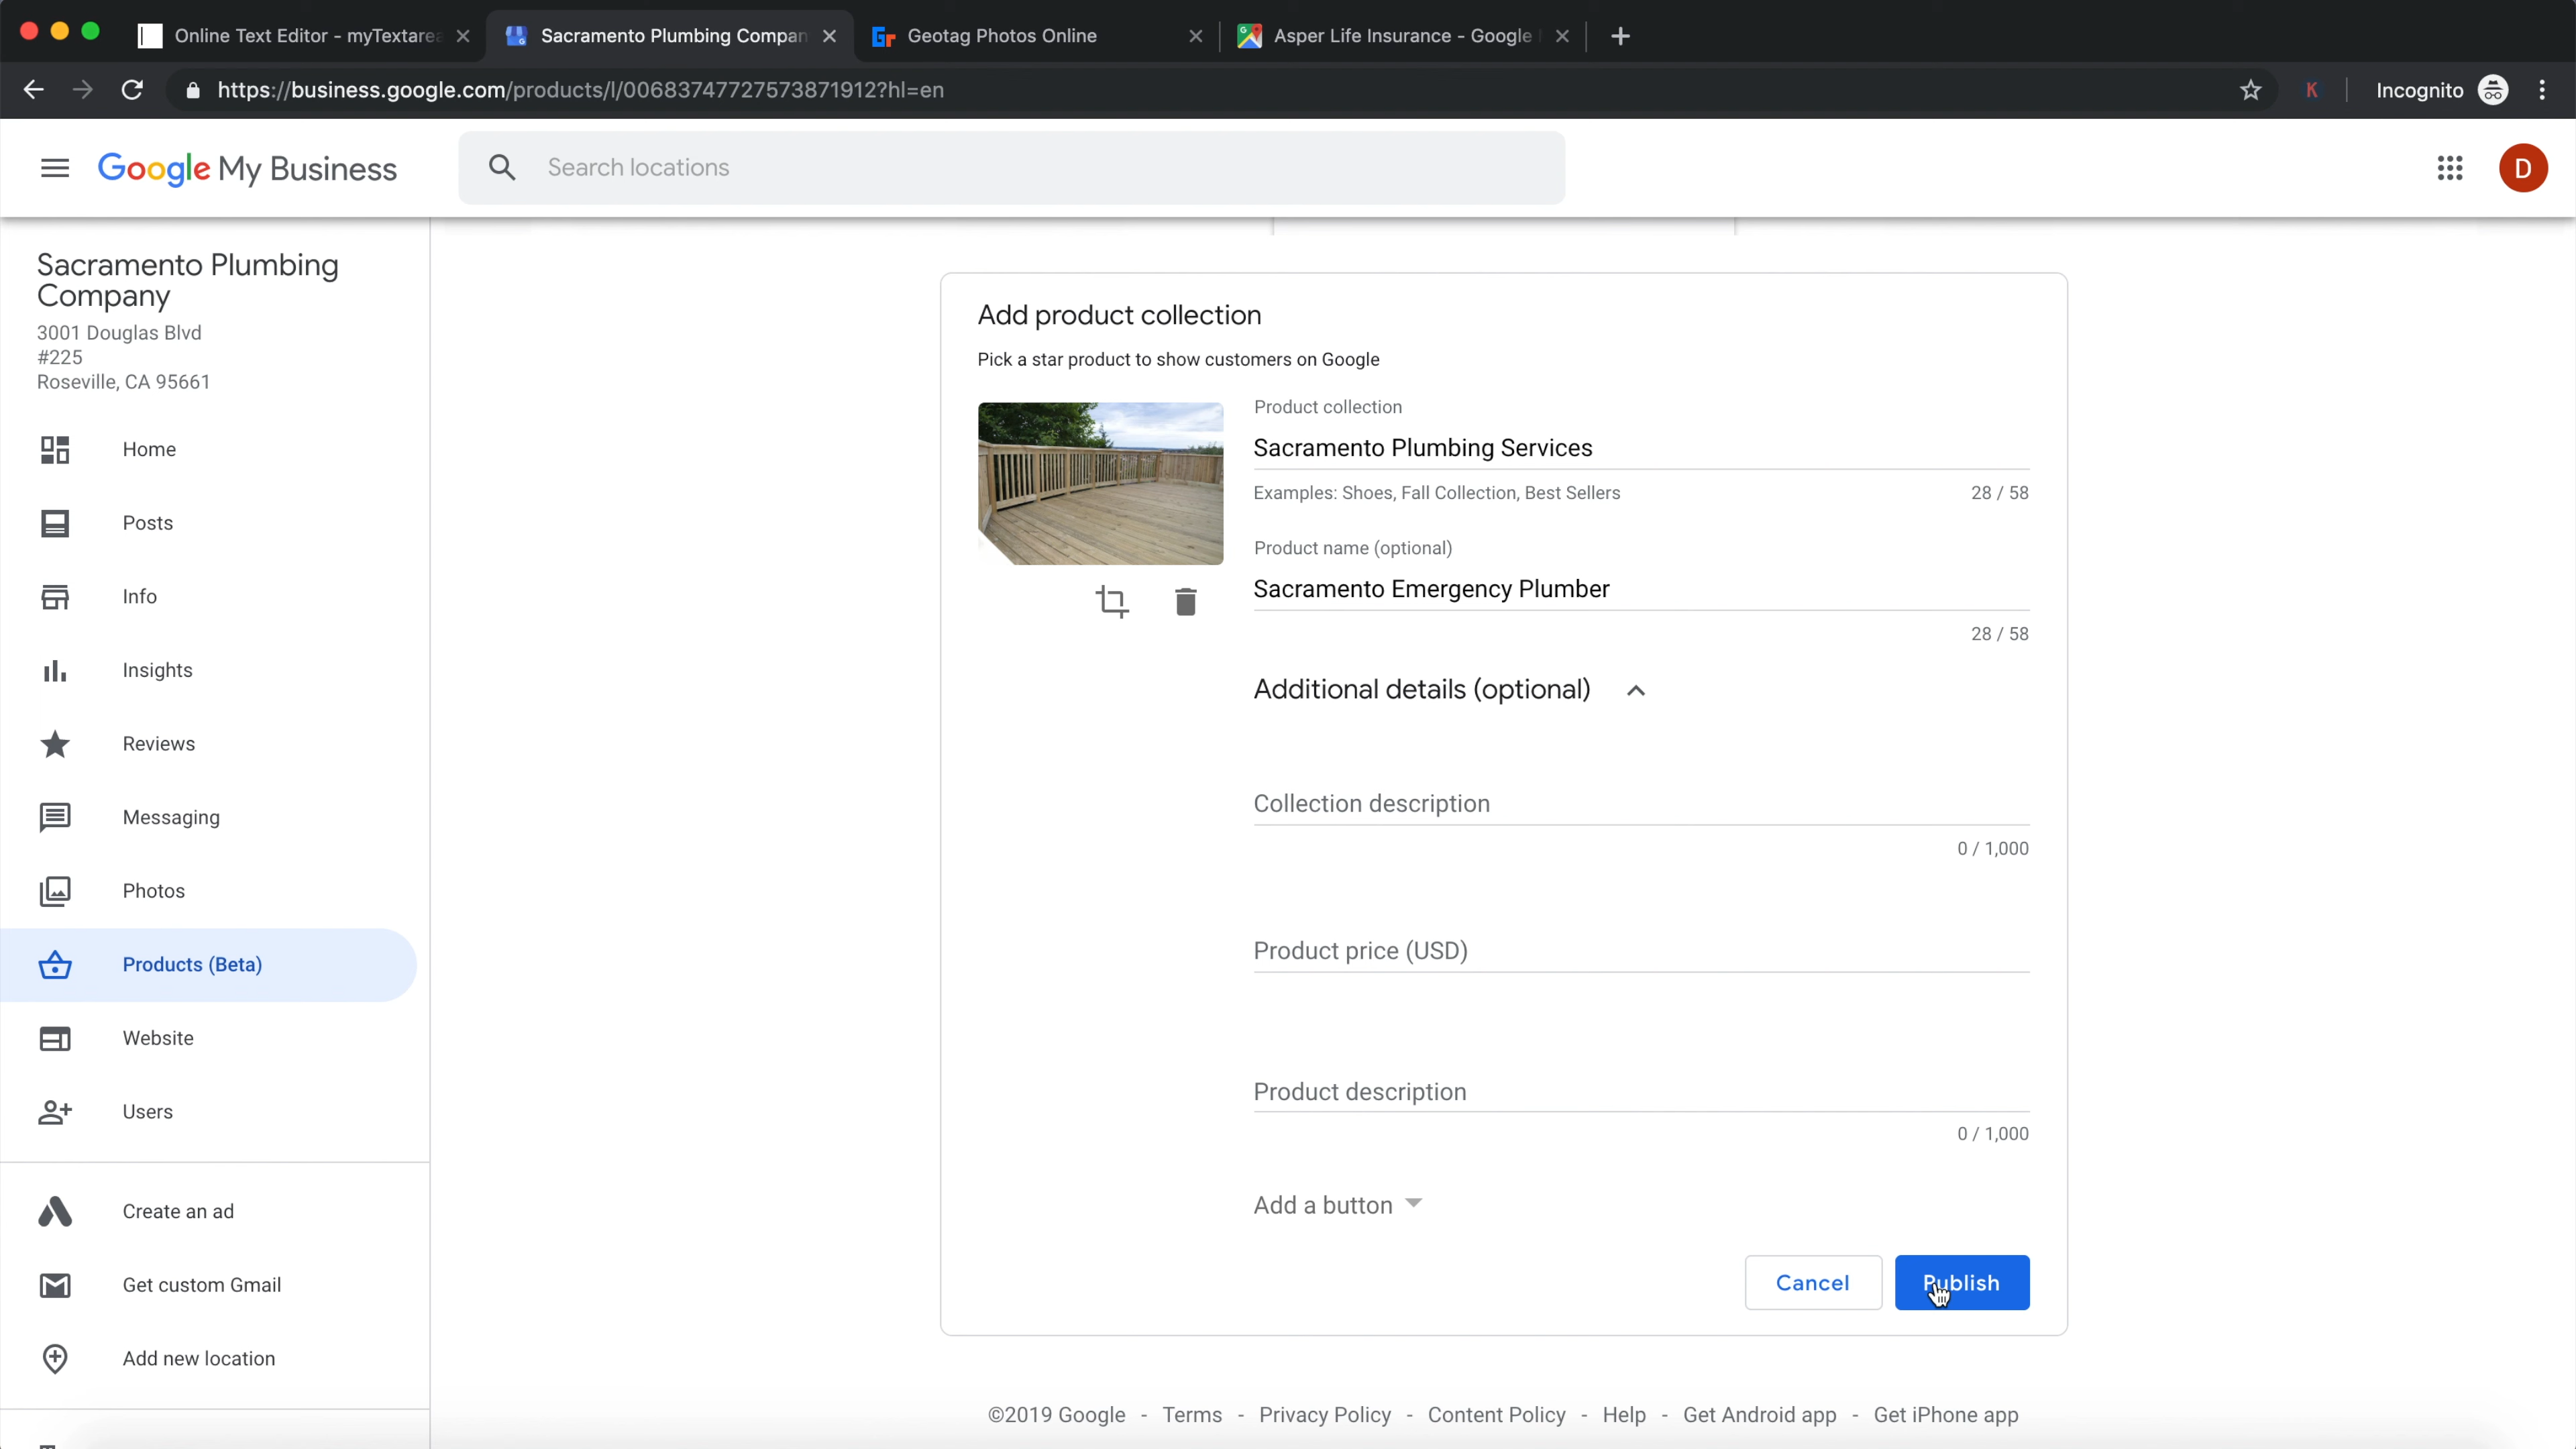 Online Text Editor - myTextarea
Sacramento Plumbing Compan
Geotag Photos Online
Asper Life Insurance - Google
https://business.google.com/products/l/00683747727573871912?hl=en
K
Incognito
Google My Business
Search locations
D
Sacramento Plumbing
Company
3001 Douglas Blvd
#225
Roseville, CA 95661
Home
Posts
Info
Insights
Reviews
Messaging
Photos
Products (Beta)
Website
Users
Create an ad
Get custom Gmail
Add new location
Add product collection
Pick a star product to show customers on Google
Product collection
Sacramento Plumbing Services
Examples: Shoes, Fall Collection, Best Sellers 28 / 58
Product name (optional)
Sacramento Emergency Plumber
28 / 58
Additional details (optional)
Collection description
0 / 1,000
Product price (USD)
Product description
0 / 1,000
Add a button
Cancel
Publish
©2019 Google - Terms - Privacy Policy - Content Policy - Help - Get Android app - Get iPhone app